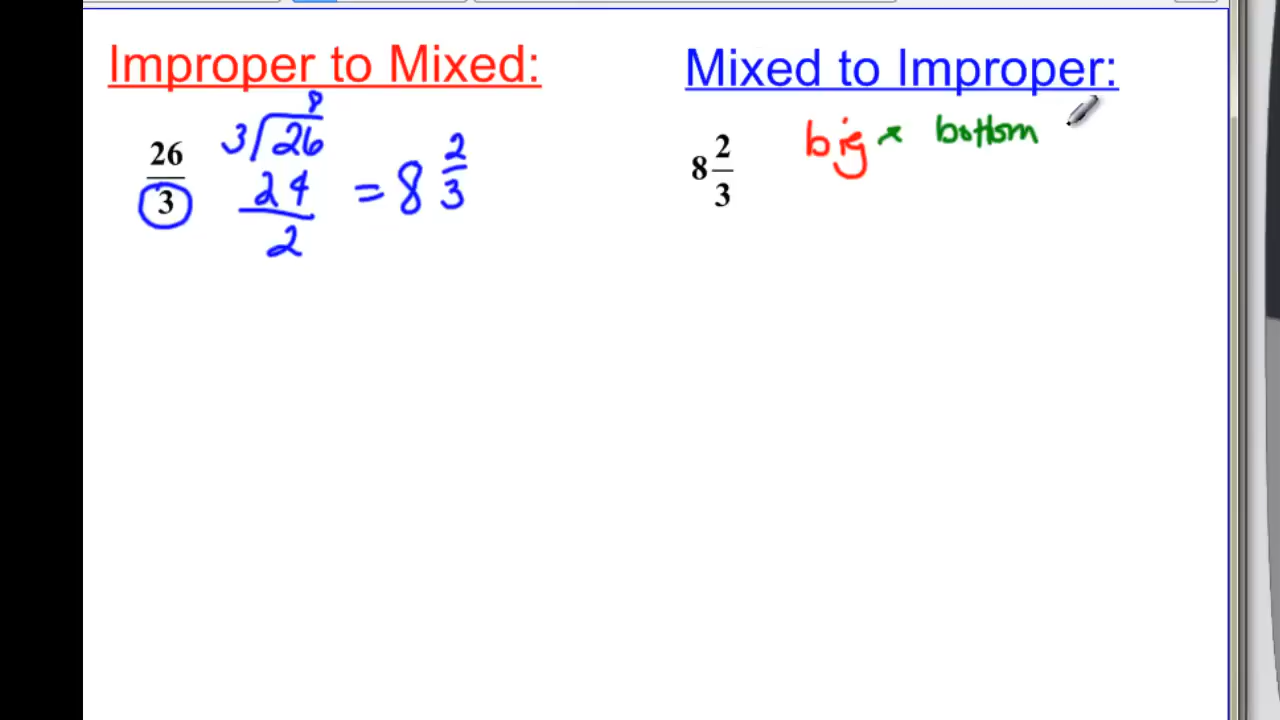 Improper to Mixed:
26
3
8
3 26
24
2
= 8 2/3
Mixed to Improper:
8 2/3
big × bottom